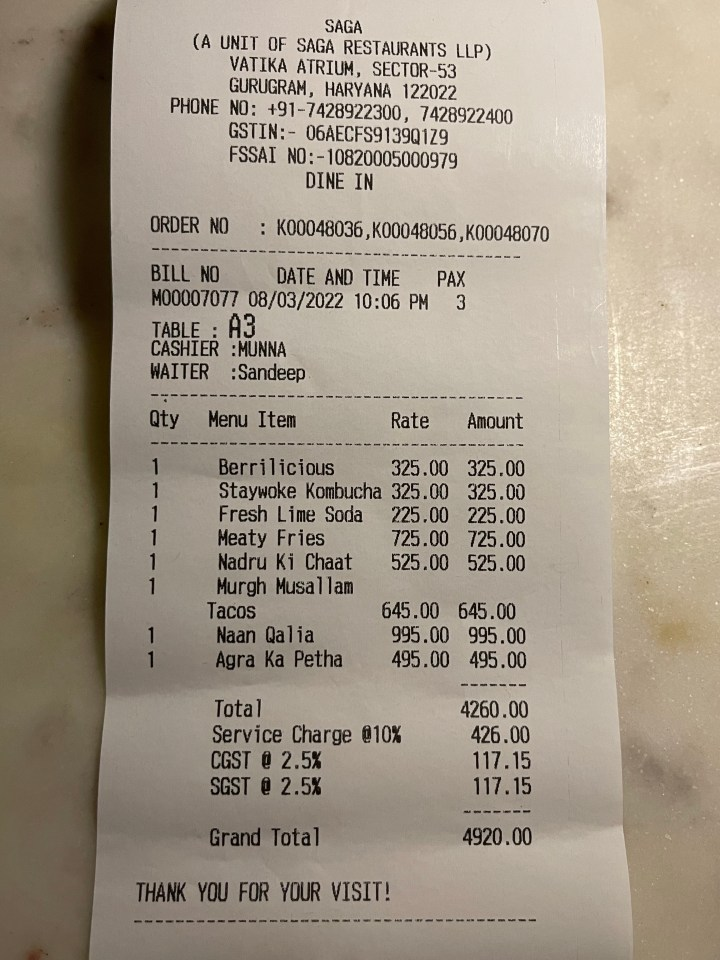 SAGA
(A UNIT OF SAGA RESTAURANTS LLP)
VATIKA ATRIUM, SECTOR-53
GURUGRAM, HARYANA 122022
PHONE NO: +91-7428922300, 7428922400
GSTIN:- 06AECFS9139Q1Z9
FSSAI NO:-10820005000979
DINE IN
ORDER NO : K00048036,K00048056,K00048070
BILL NO DATE AND TIME PAX
M00007077 08/03/2022 10:06 PM 3
TABLE : A3
CASHIER :MUNNA
WAITER :Sandeep
Qty Menu Item Rate Amount
1 Berrilicious 325.00 325.00
1 Staywoke Kombucha 325.00 325.00
1 Fresh Lime Soda 225.00 225.00
1 Meaty Fries 725.00 725.00
1 Nadru Ki Chaat 525.00 525.00
1 Murgh Musallam
Tacos 645.00 645.00
1 Naan Qalia 995.00 995.00
1 Agra Ka Petha 495.00 495.00
Total 4260.00
Service Charge @10% 426.00
CGST @ 2.5% 117.15
SGST @ 2.5% 117.15
Grand Total 4920.00
THANK YOU FOR YOUR VISIT!